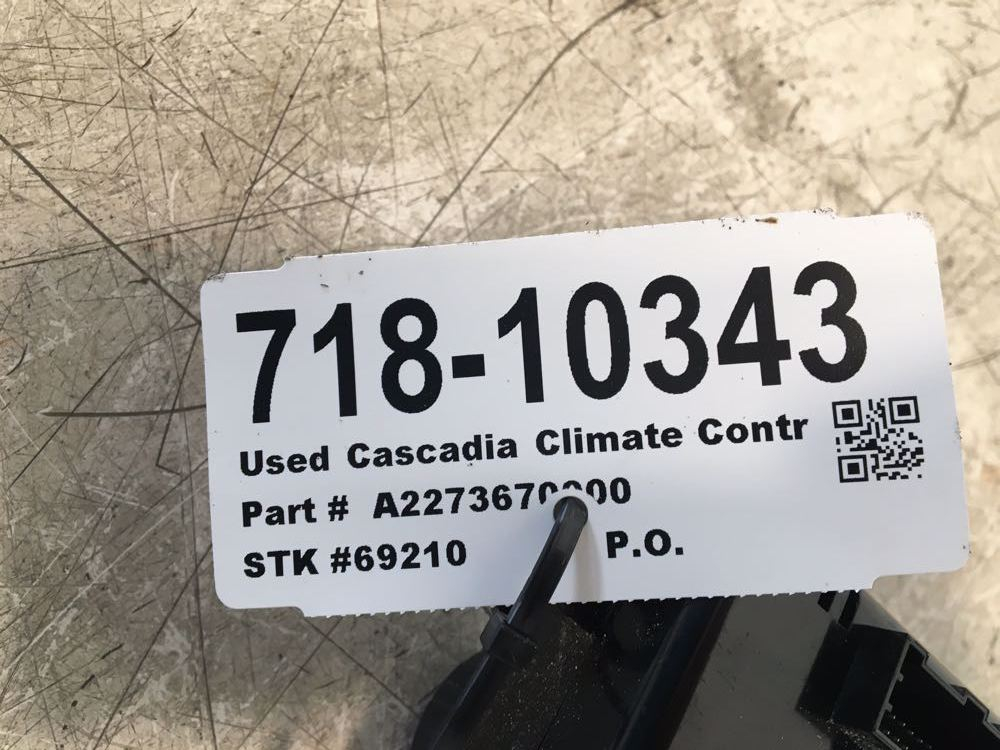 718-10343
Used Cascadia Climate Contr
Part # A2273670000
STK #69210 P.O.